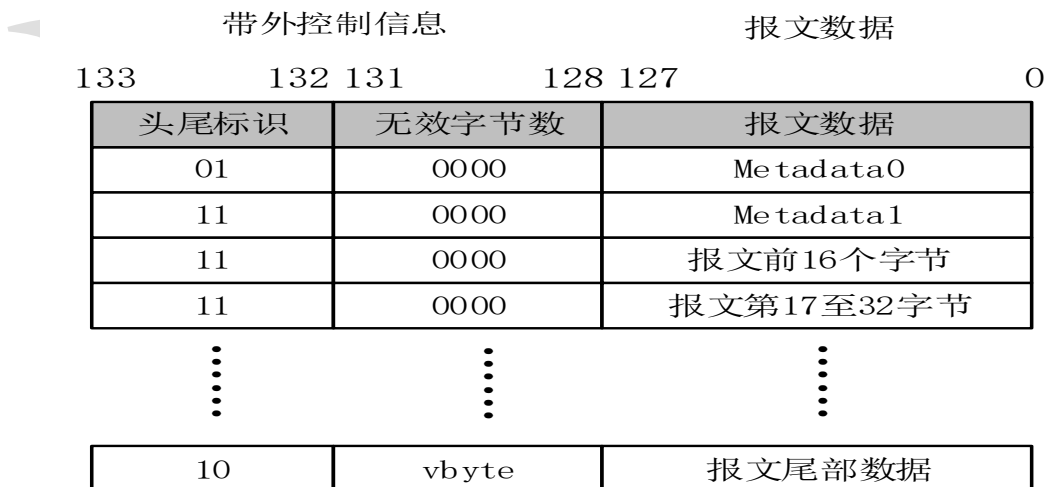 带外控制信息 报文数据
133 132 131 128 127 0
头尾标识 无效字节数 报文数据
01 0000 Metadata0
11 0000 Metadata1
11 0000 报文前16个字节
11 0000 报文第17至32字节
10 vbyte 报文尾部数据